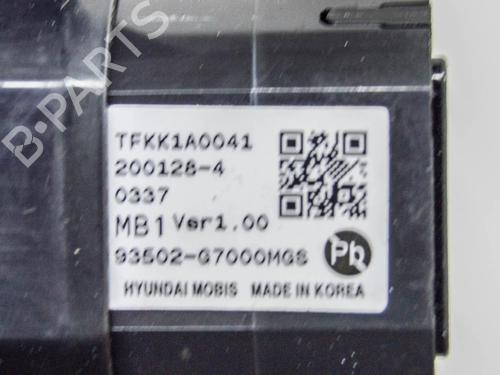 B-PARTS
TFKK1A0041
200128-4
0337
MB1 Ver1.00
93502-G7000MGS
Pb
HYUNDAI MOBIS MADE IN KOREA